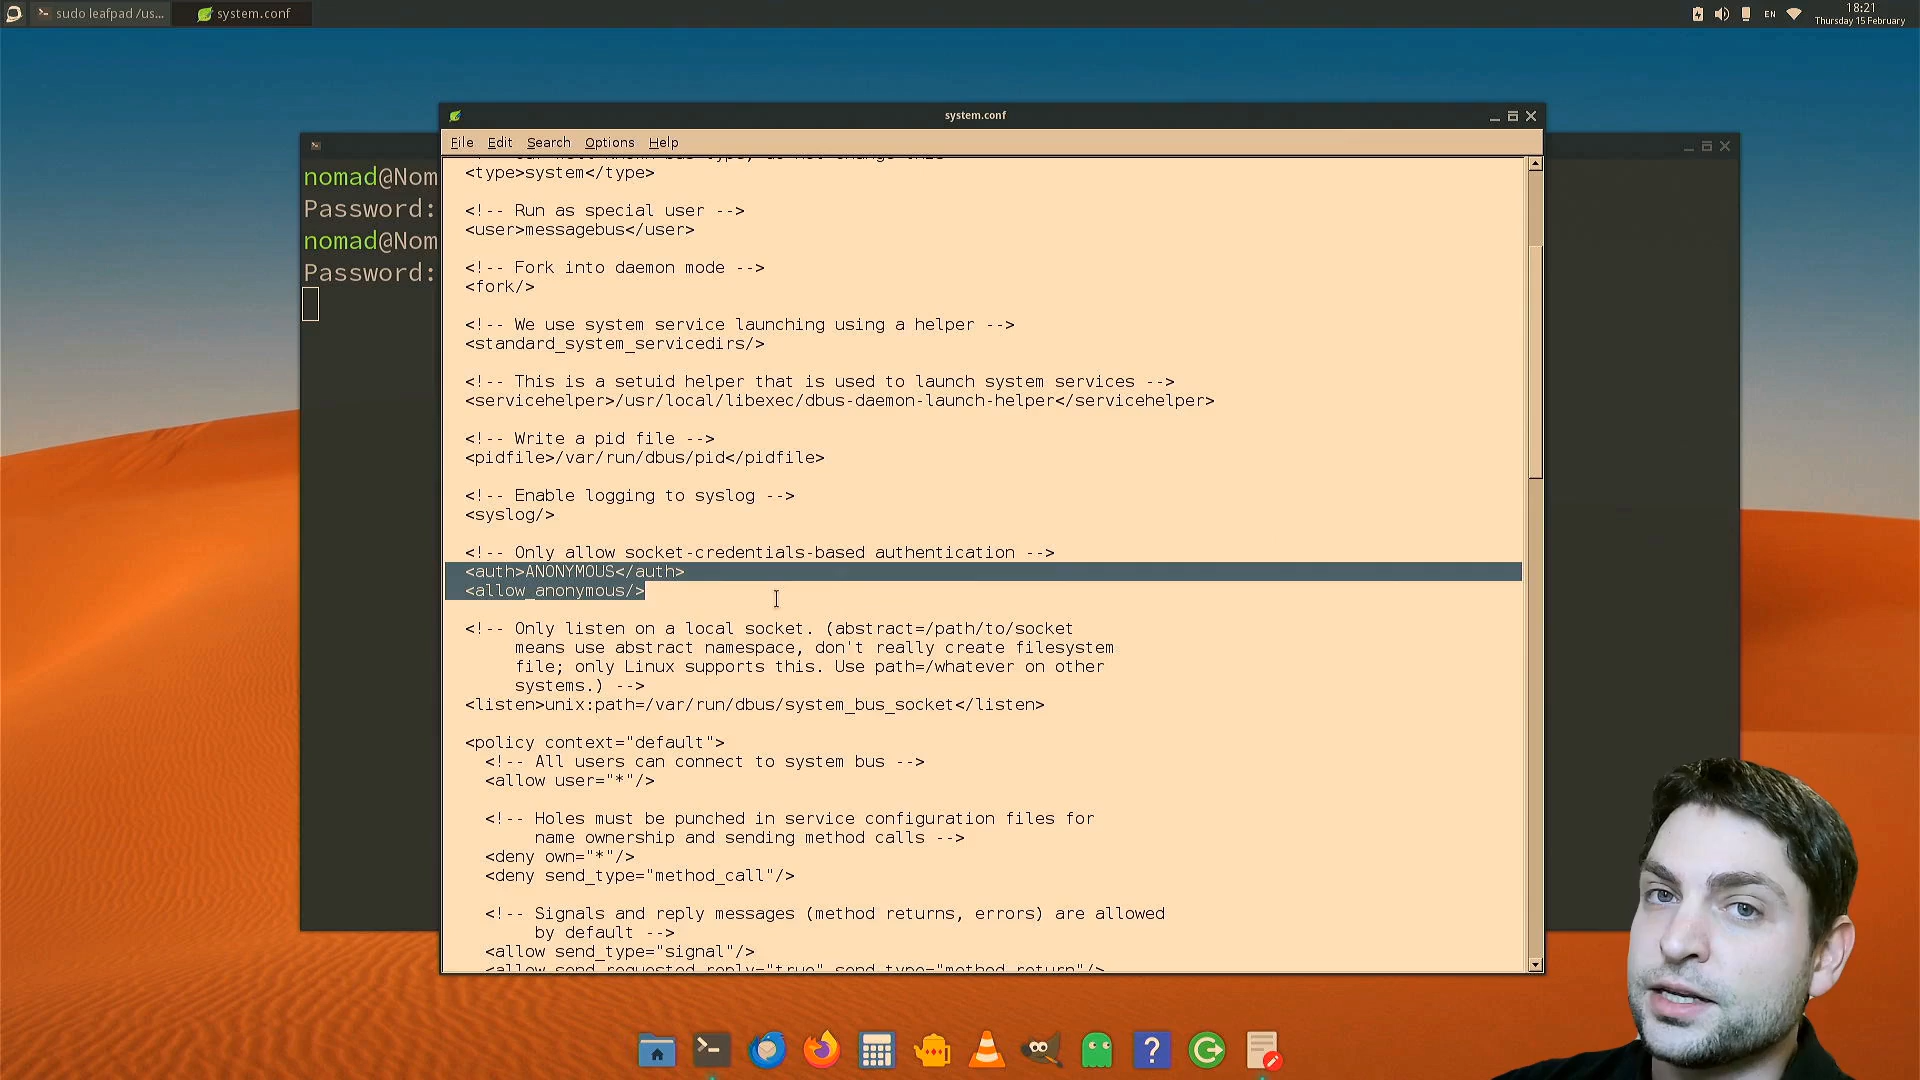 sudo leafpad /us...
system.conf
EN
18:21
Thursday 15 February
system.conf
File Edit Search Options Help
nomad@Nom
Password:
nomad@Nom
Password:
<type>system</type>
<!-- Run as special user -->
<user>messagebus</user>
<!-- Fork into daemon mode -->
<fork/>
<!-- We use system service launching using a helper -->
<standard_system_servicedirs/>
<!-- This is a setuid helper that is used to launch system services -->
<servicehelper>/usr/local/libexec/dbus-daemon-launch-helper</servicehelper>
<!-- Write a pid file -->
<pidfile>/var/run/dbus/pid</pidfile>
<!-- Enable logging to syslog -->
<syslog/>
<!-- Only allow socket-credentials-based authentication -->
<auth>ANONYMOUS</auth>
<allow_anonymous/>
<!-- Only listen on a local socket. (abstract=/path/to/socket
means use abstract namespace, don't really create filesystem
file; only Linux supports this. Use path=/whatever on other
systems.) -->
<listen>unix:path=/var/run/dbus/system_bus_socket</listen>
<policy context="default">
<!-- All users can connect to system bus -->
<allow user="*"/>
<!-- Holes must be punched in service configuration files for
name ownership and sending method calls -->
<deny own="*"/>
<deny send_type="method_call"/>
<!-- Signals and reply messages (method returns, errors) are allowed
by default -->
<allow send_type="signal"/>
<allow send_requested_reply="true" send_type="method_return"/>